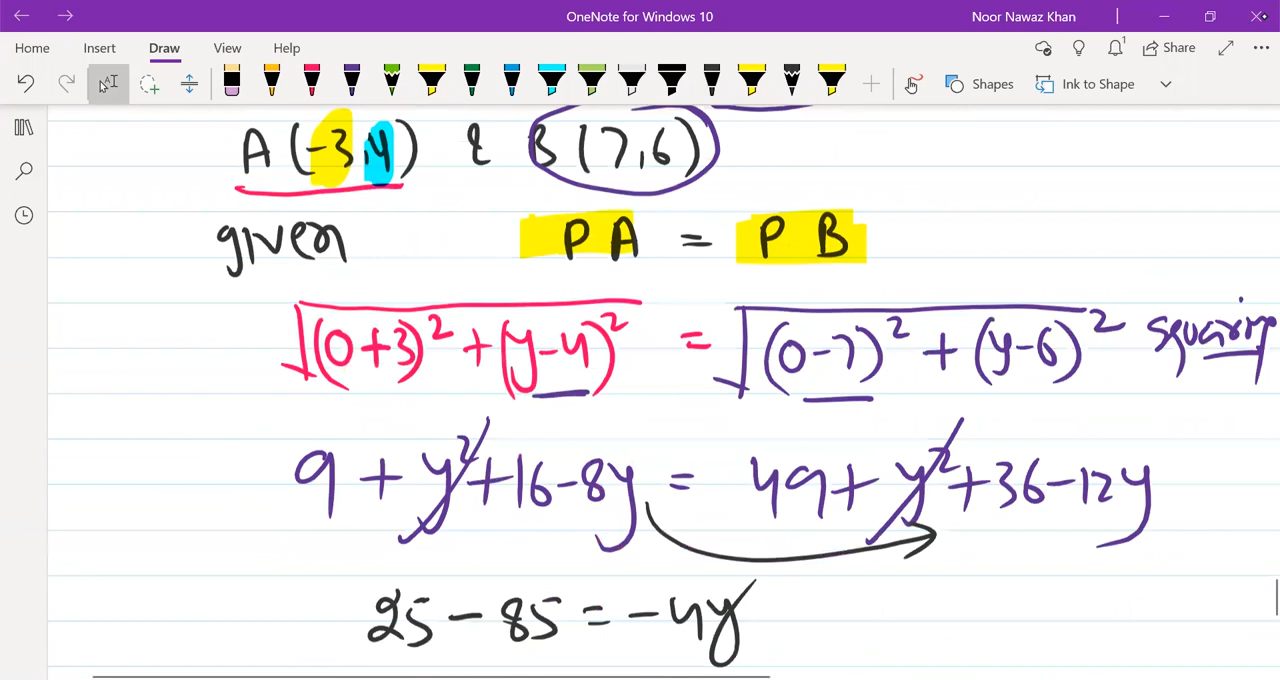 OneNote for Windows 10
Noor Nawaz Khan
Home Insert Draw View Help
1 Share
Shapes Ink to Shape
A (-3,4) & B (7,6)
given PA = PB
√(0+3)² + (y-4)² = √(0-7)² + (y-6)² squaring
9 + y² + 16 - 8y = 49 + y² + 36 - 12y
25 - 85 = -4y